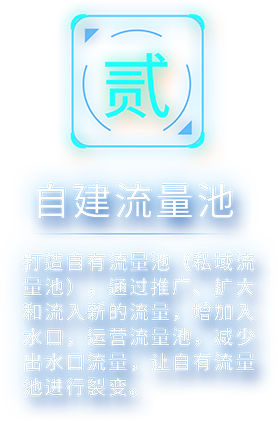 贰
自建流量池
打造自有流量池（私域流
量池），通过推广、扩大
和流入新的流量，增加入
水口，运营流量池，减少
出水口流量，让自有流量
池进行裂变。